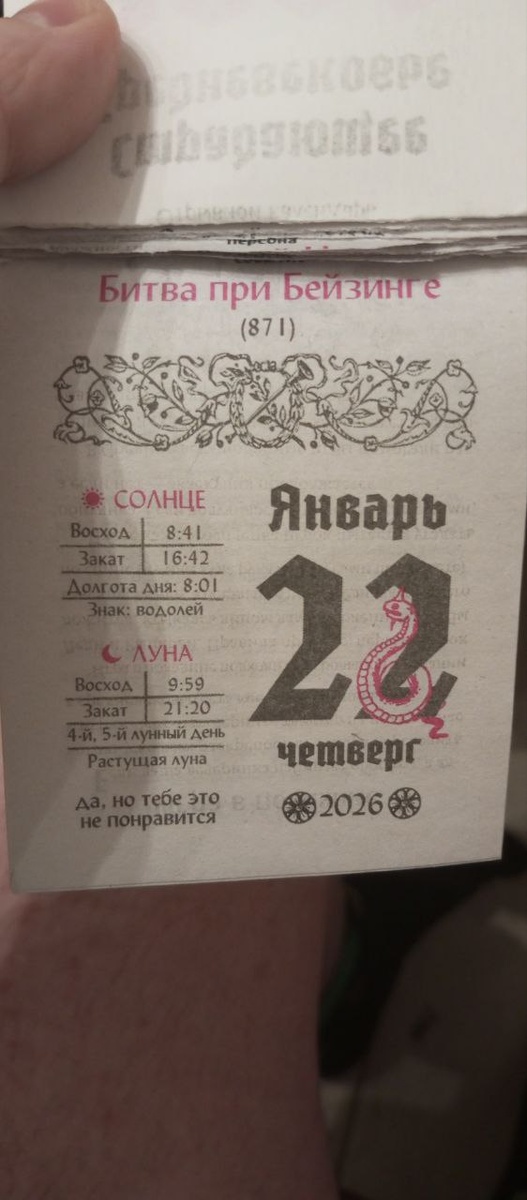 персона
Битва при Бейзинге
(871)
СОЛНЦЕ
Восход 8:41
Закат 16:42
Долгота дня: 8:01
Знак: водолей
ЛУНА
Восход 9:59
Закат 21:20
4-й, 5-й лунный день
Растущая луна
да, но тебе это
не понравится
Январь
22
четверг
2026